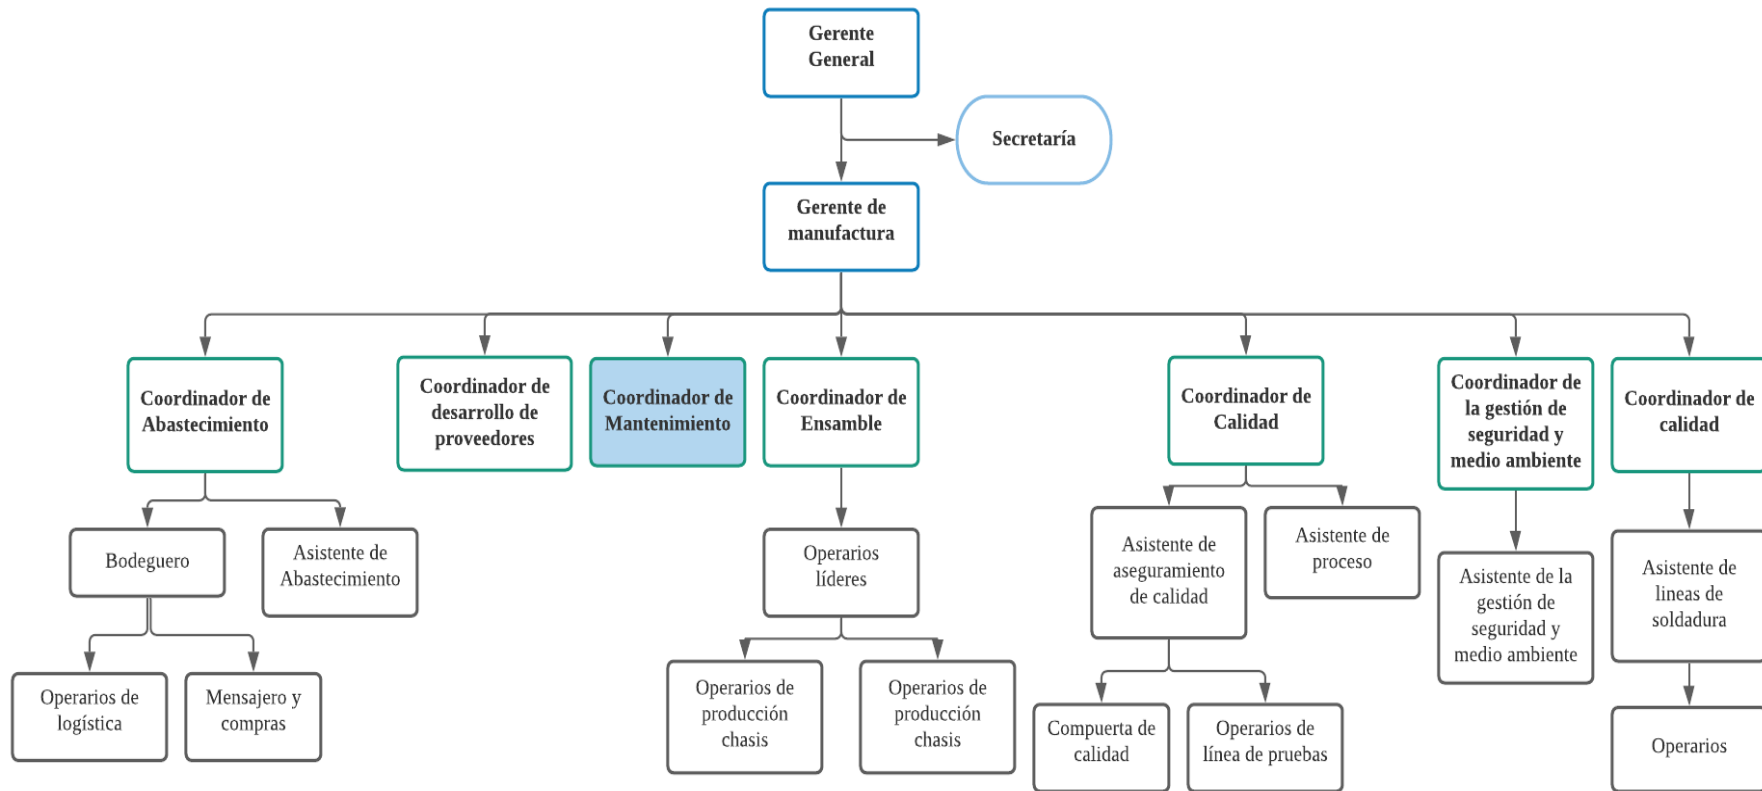 Gerente
General
Secretaría
Gerente de
manufactura
Coordinador de
Abastecimiento
Coordinador de
desarrollo de
proveedores
Coordinador de
Mantenimiento
Coordinador de
Ensamble
Coordinador de
Calidad
Coordinador de
la gestión de
seguridad y
medio ambiente
Coordinador de
calidad
Bodeguero
Asistente de
Abastecimiento
Operarios
líderes
Asistente de
aseguramiento
de calidad
Asistente de
proceso
Asistente de la
gestión de
seguridad y
medio ambiente
Asistente de
lineas de
soldadura
Operarios de
logística
Mensajero y
compras
Operarios de
producción
chasis
Operarios de
producción
chasis
Compuerta de
calidad
Operarios de
línea de pruebas
Operarios